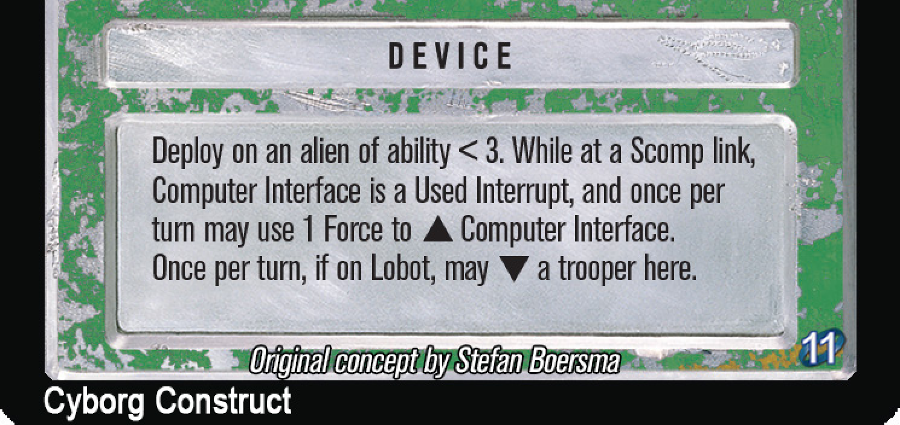 DEVICE
Deploy on an alien of ability < 3. While at a Scomp link,
Computer Interface is a Used Interrupt, and once per
turn may use 1 Force to ▲ Computer Interface.
Once per turn, if on Lobot, may ▼ a trooper here.
Original concept by Stefan Boersma
11
Cyborg Construct